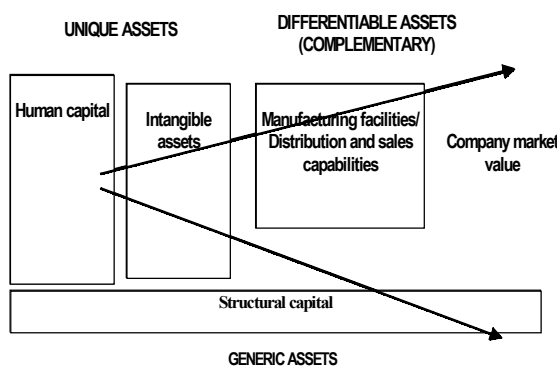 UNIQUE ASSETS
DIFFERENTIABLE ASSETS
(COMPLEMENTARY)
Human capital
Intangible
assets
Manufacturing facilities/
Distribution and sales
capabilities
Company market
value
Structural capital
GENERIC ASSETS